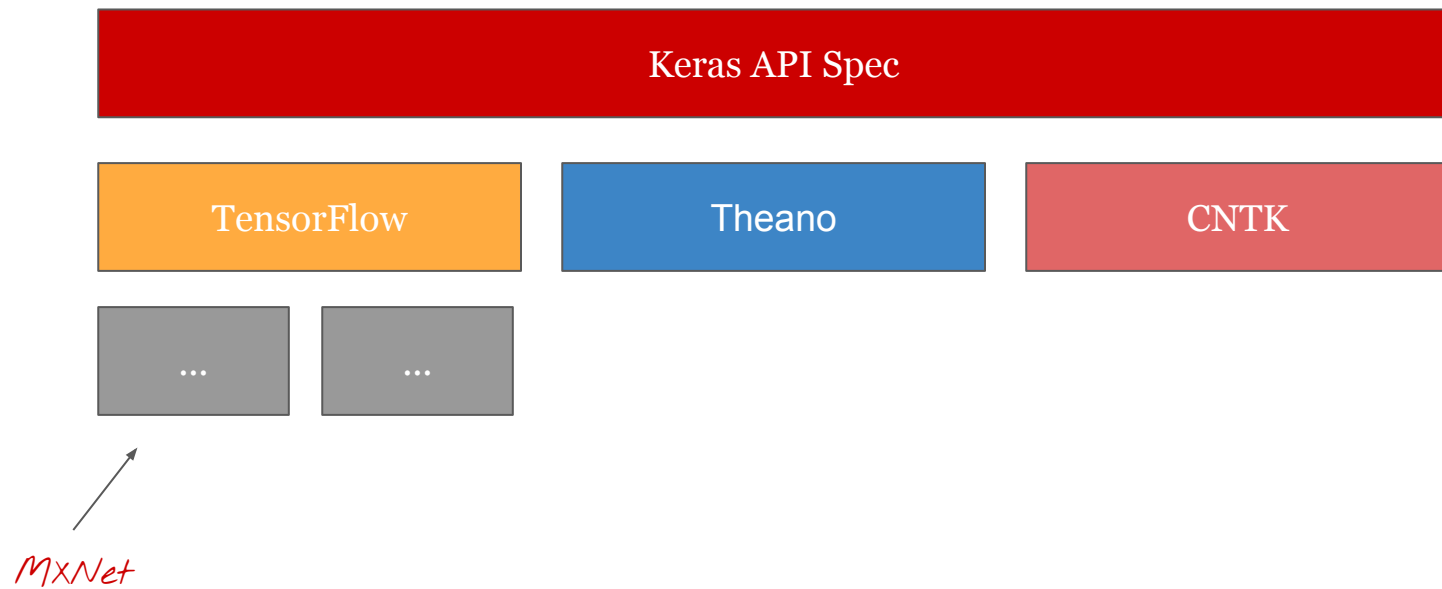 Keras API Spec
TensorFlow Theano CNTK
... ...
MXNet